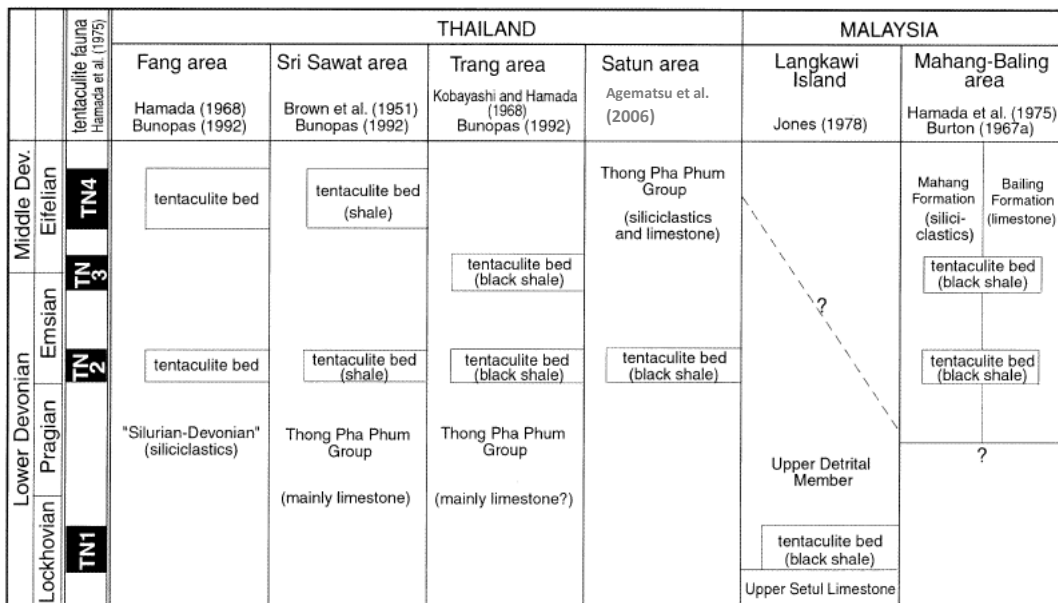 THAILAND
MALAYSIA
tentaculite fauna
Hamada et al. (1975)
Fang area
Hamada (1968)
Bunopas (1992)
Sri Sawat area
Brown et al. (1951)
Bunopas (1992)
Trang area
Kobayashi and Hamada
(1968)
Bunopas (1992)
Satun area
Agematsu et al.
(2006)
Langkawi
Island
Jones (1978)
Mahang-Baling
area
Hamada et al. (1975)
Burton (1967a)
Middle Dev.
Eifelian
TN4
tentaculite bed
tentaculite bed
(shale)
Thong Pha Phum
Group
(siliciclastics
and limestone)
Mahang
Formation
(silici-
clastics)
Bailing
Formation
(limestone)
TN
3
tentaculite bed
(black shale)
tentaculite bed
(black shale)
?
Lower Devonian
Emsian
TN
2
tentaculite bed
tentaculite bed
(shale)
tentaculite bed
(black shale)
tentaculite bed
(black shale)
tentaculite bed
(black shale)
Pragian
"Silurian-Devonian"
(siliciclastics)
Thong Pha Phum
Group
(mainly limestone)
Thong Pha Phum
Group
(mainly limestone?)
Upper Detrital
Member
?
Lockhovian
TN1
tentaculite bed
(black shale)
Upper Setul Limestone